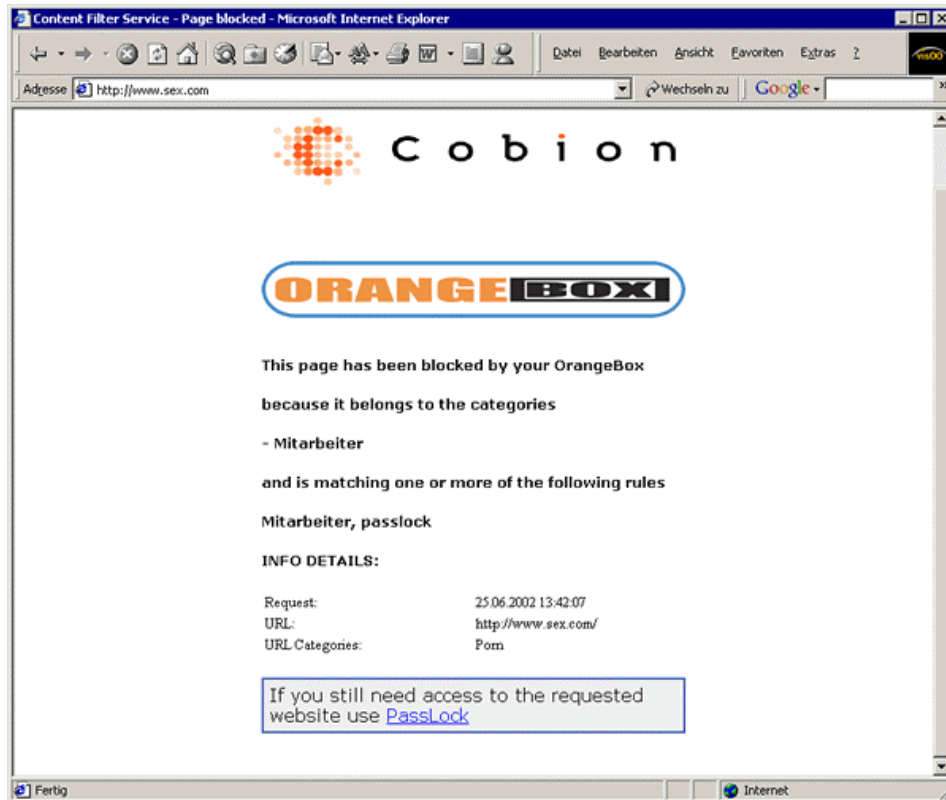 Content Filter Service - Page blocked - Microsoft Internet Explorer
Datei Bearbeiten Ansicht Favoriten Extras ?
Adresse http://www.sex.com Wechseln zu Google
Cobion
ORANGE BOX
This page has been blocked by your OrangeBox
because it belongs to the categories
- Mitarbeiter
and is matching one or more of the following rules
Mitarbeiter, passlock
INFO DETAILS:
Request: 25.06.2002 13:42:07
URL: http://www.sex.com/
URL Categories: Porn
If you still need access to the requested
website use PassLock
Fertig Internet